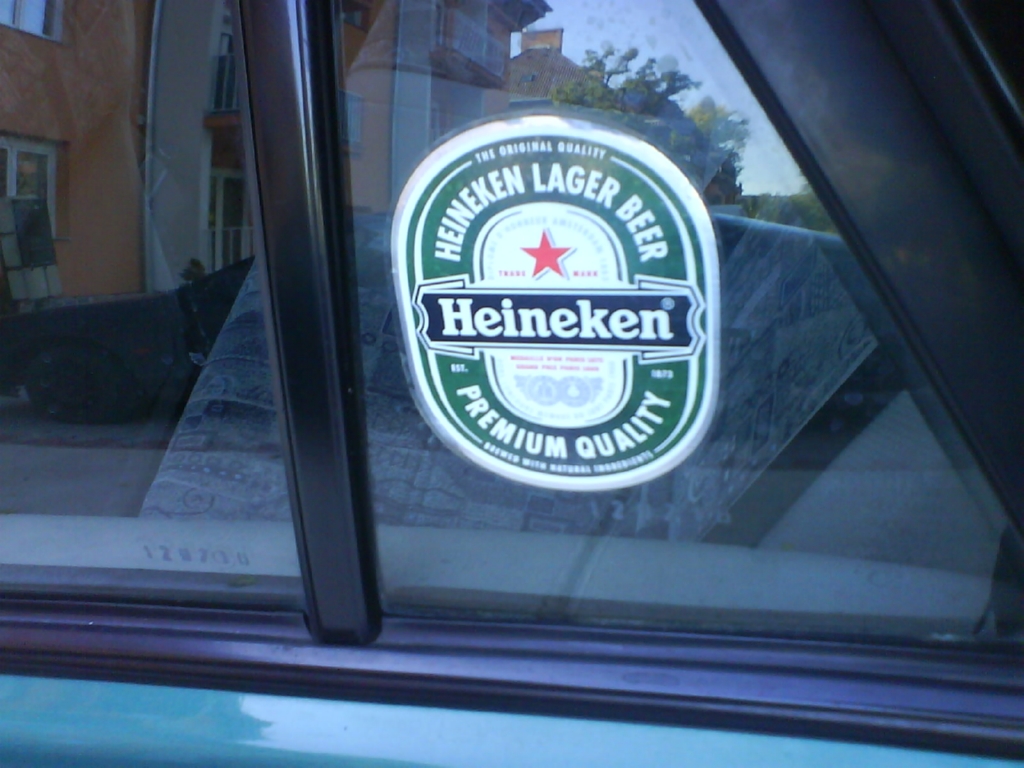 THE ORIGINAL QUALITY
HEINEKEN LAGER BEER
TRADE MARK
Heineken®
EST. 1873
PREMIUM QUALITY
BREWED WITH NATURAL INGREDIENTS